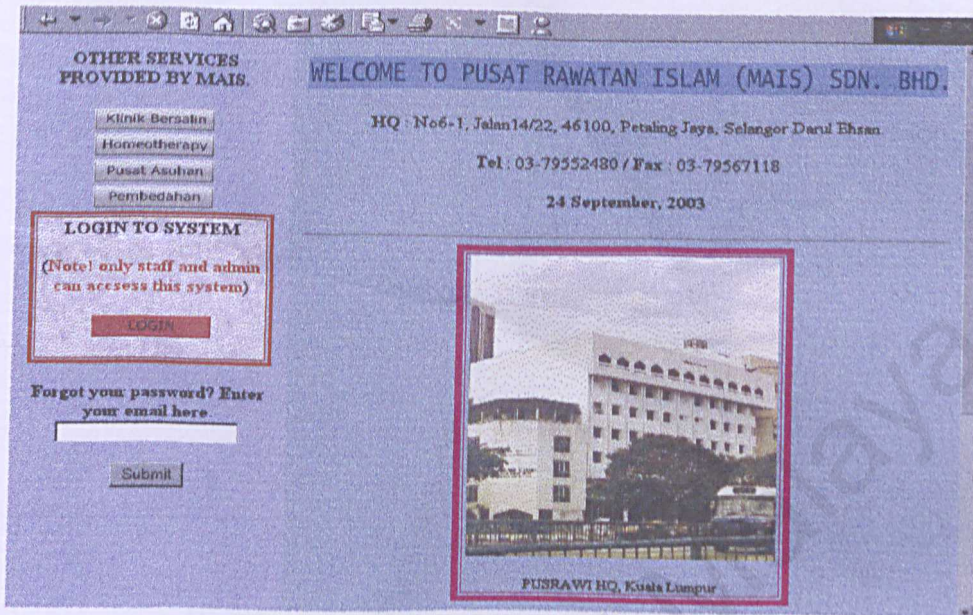 OTHER SERVICES
PROVIDED BY MAIS.
Klinik Bersalin
Homeotherapy
Pusat Asuhan
Pembedahan
LOGIN TO SYSTEM
(Note! only staff and admin
can accsess this system)
LOGIN
Forgot your password? Enter
your email here
Submit
WELCOME TO PUSAT RAWATAN ISLAM (MAIS) SDN. BHD.
HQ : No6-1, Jalan14/22, 46100, Petaling Jaya, Selangor Darul Ehsan
Tel : 03-79552480 / Fax : 03-79567118
24 September, 2003
PUSRAWI HQ, Kuala Lumpur